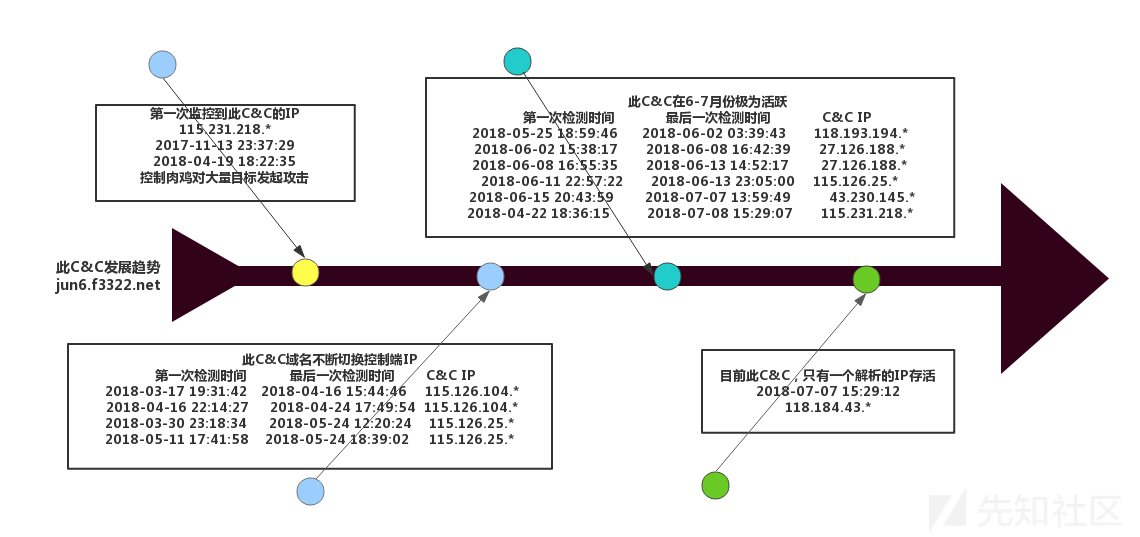 第一次监控到此C&C的IP
115.231.218.*
2017-11-13 23:37:29
2018-04-19 18:22:35
控制肉鸡对大量目标发起攻击
此C&C在6-7月份极为活跃
第一次检测时间 最后一次检测时间 C&C IP
2018-05-25 18:59:46 2018-06-02 03:39:43 118.193.194.*
2018-06-02 15:38:17 2018-06-08 16:42:39 27.126.188.*
2018-06-08 16:55:35 2018-06-13 14:52:17 27.126.188.*
2018-06-11 22:57:22 2018-06-13 23:05:00 115.126.25.*
2018-06-15 20:43:59 2018-07-07 13:59:49 43.230.145.*
2018-04-22 18:36:15 2018-07-08 15:29:07 115.231.218.*
此C&C发展趋势
jun6.f3322.net
此C&C域名不断切换控制端IP
第一次检测时间 最后一次检测时间 C&C IP
2018-03-17 19:31:42 2018-04-16 15:44:46 115.126.104.*
2018-04-16 22:14:27 2018-04-24 17:49:54 115.126.104.*
2018-03-30 23:18:34 2018-05-24 12:20:24 115.126.25.*
2018-05-11 17:41:58 2018-05-24 18:39:02 115.126.25.*
目前此C&C，只有一个解析的IP存活
2018-07-07 15:29:12
118.184.43.*
先知社区